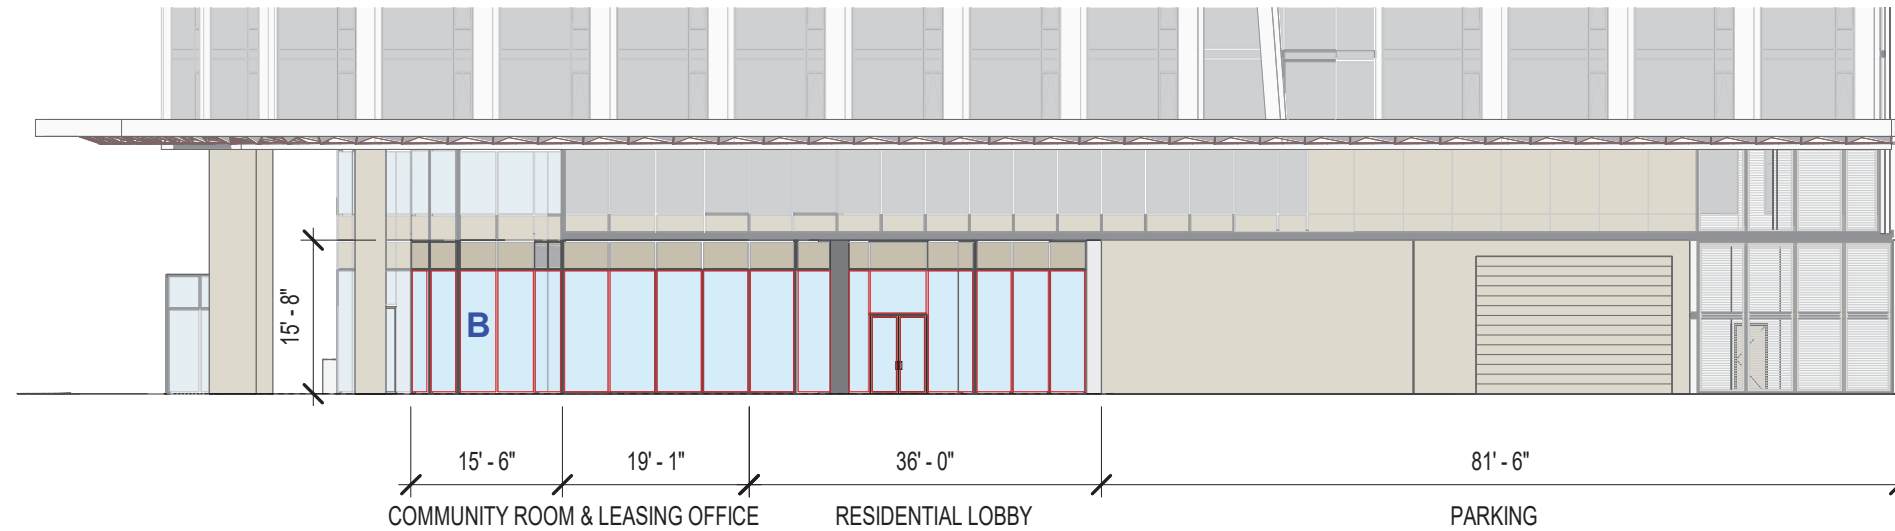 15' - 8"
B
15' - 6"
19' - 1"
36' - 0"
81' - 6"
COMMUNITY ROOM & LEASING OFFICE
RESIDENTIAL LOBBY
PARKING